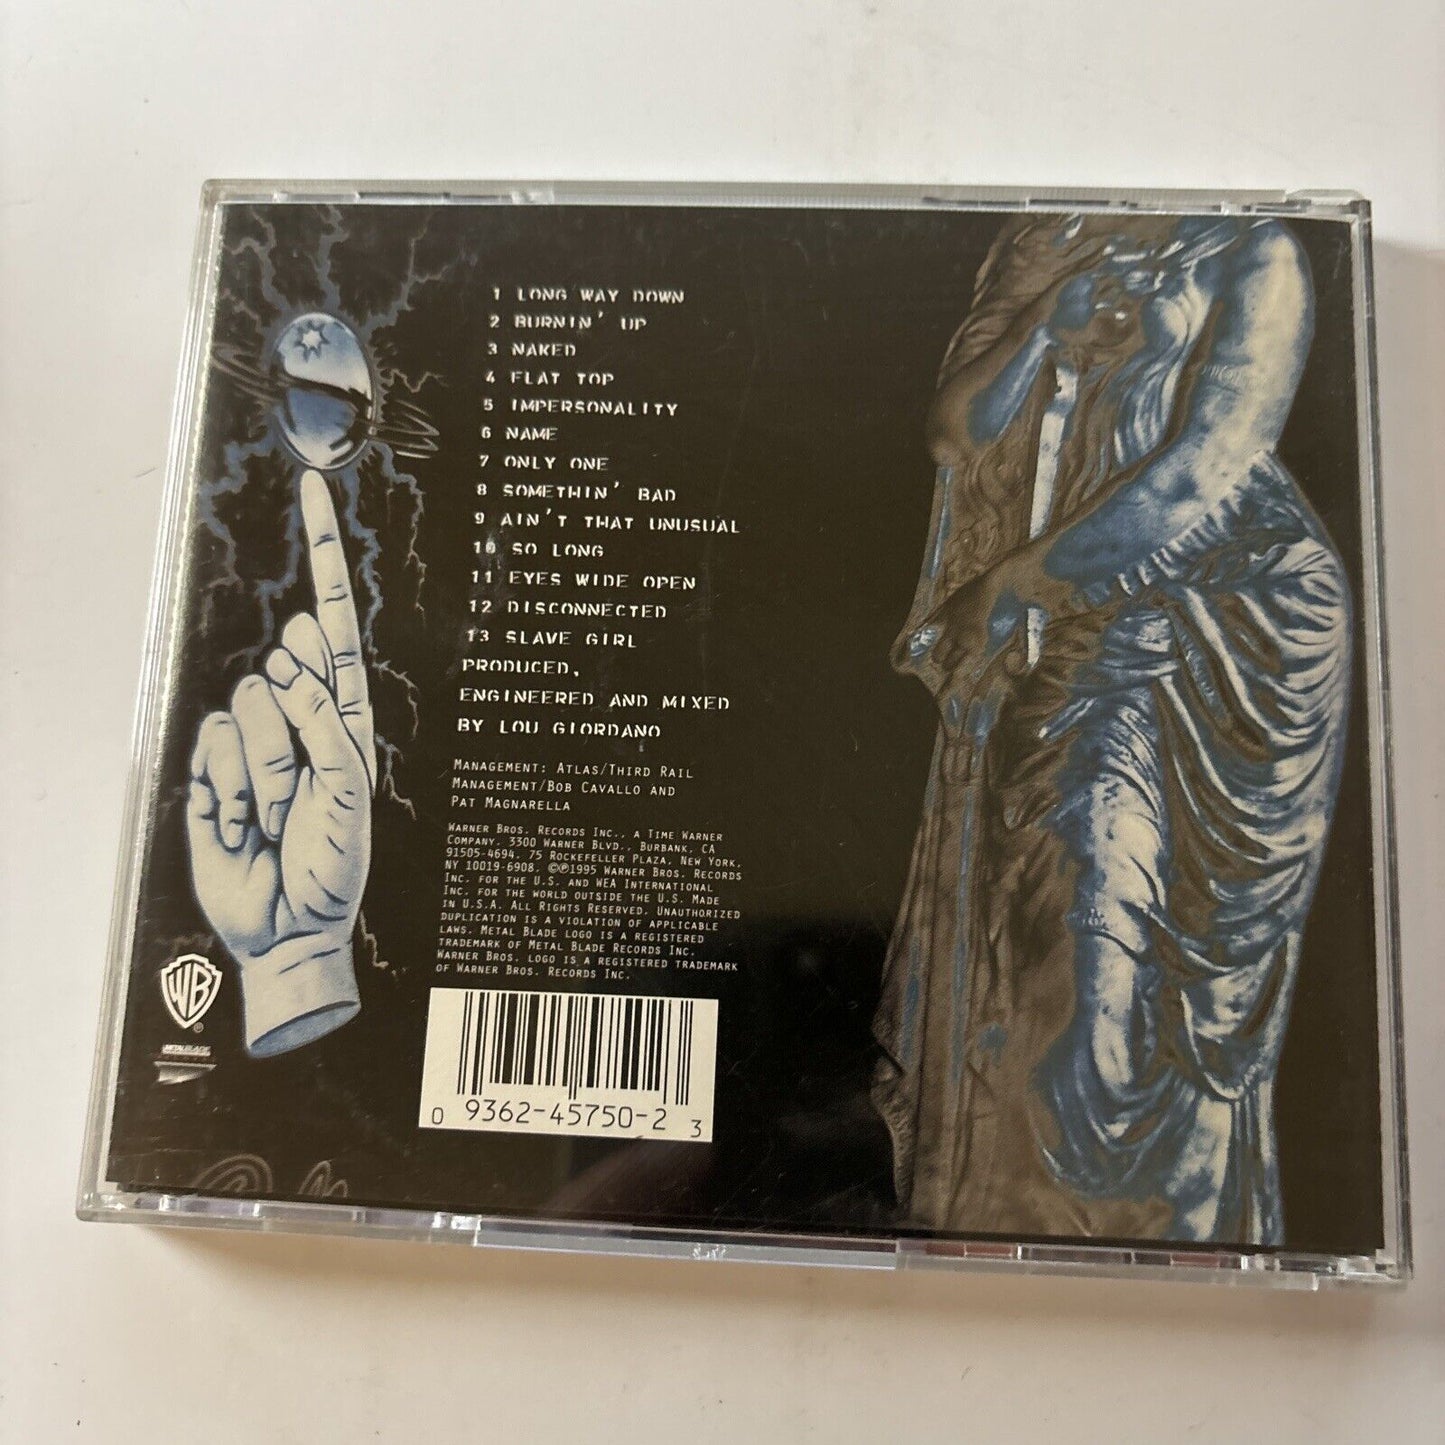 1 LONG WAY DOWN
2 BURNIN' UP
3 NAKED
4 FLAT TOP
5 IMPERSONALITY
6 NAME
7 ONLY ONE
8 SOMETHIN' BAD
9 AIN'T THAT UNUSUAL
10 SO LONG
11 EYES WIDE OPEN
12 DISCONNECTED
13 SLAVE GIRL
PRODUCED,
ENGINEERED AND MIXED
BY LOU GIORDANO
MANAGEMENT: ATLAS/THIRD RAIL
MANAGEMENT/BOB CAVALLO AND
PAT MAGNARELLA
WARNER BROS. RECORDS INC., A TIME WARNER
COMPANY. 3300 WARNER BLVD., BURBANK, CA
91505-4694. 75 ROCKEFELLER PLAZA, NEW YORK,
NY 10019-6908. ©℗1995 WARNER BROS. RECORDS
INC. FOR THE U.S. AND WEA INTERNATIONAL
INC. FOR THE WORLD OUTSIDE THE U.S. MADE
IN U.S.A. ALL RIGHTS RESERVED. UNAUTHORIZED
DUPLICATION IS A VIOLATION OF APPLICABLE
LAWS. METAL BLADE LOGO IS A REGISTERED
TRADEMARK OF METAL BLADE RECORDS INC.
WARNER BROS. LOGO IS A REGISTERED TRADEMARK
OF WARNER BROS. RECORDS INC.
WB ®
METAL BLADE
0 93624-5750-2 3